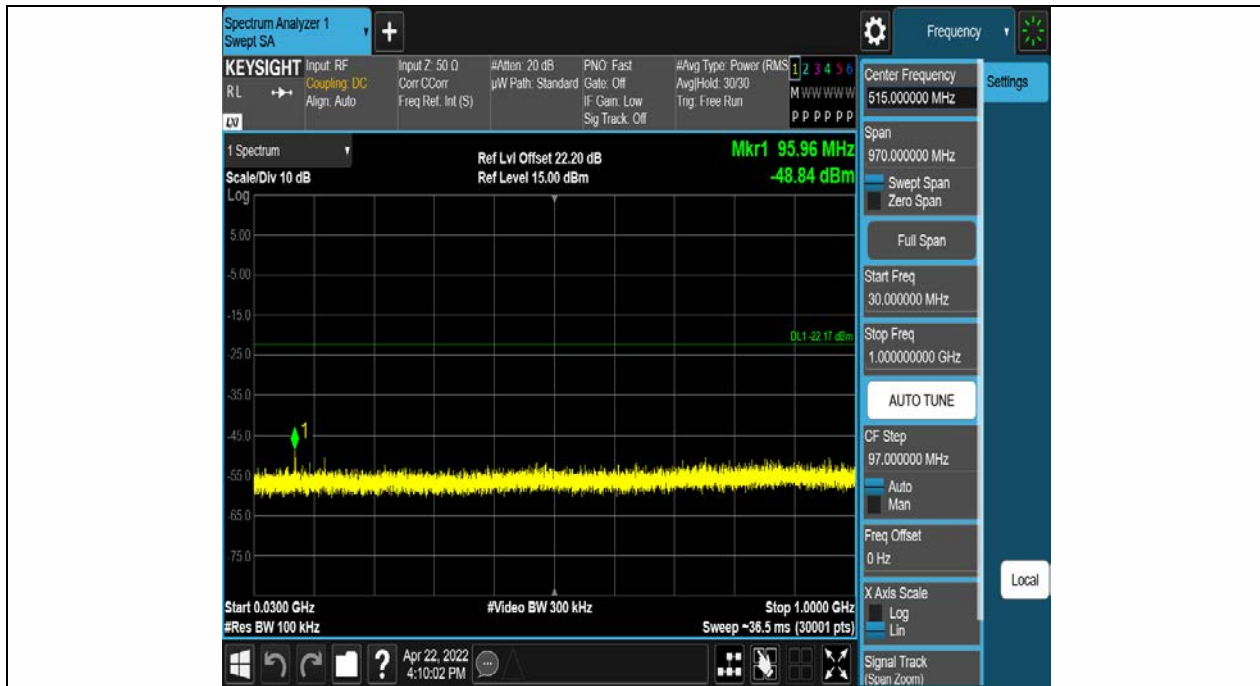 Spectrum Analyzer 1
Swept SA
Frequency
KEYSIGHT
RL
LXI
Input: RF
Coupling: DC
Align: Auto
Input Z: 50 Ω
Corr CCorr
Freq Ref: Int (S)
#Atten: 20 dB
µW Path: Standard
PNO: Fast
Gate: Off
IF Gain: Low
Sig Track: Off
#Avg Type: Power (RMS
Avg|Hold: 30/30
Trig: Free Run
1 2 3 4 5 6
M W W W W W
P P P P P P
Center Frequency
515.000000 MHz
Settings
Span
970.000000 MHz
Swept Span
Zero Span
Full Span
Start Freq
30.000000 MHz
Stop Freq
1.000000000 GHz
AUTO TUNE
CF Step
97.000000 MHz
Auto
Man
Freq Offset
0 Hz
X Axis Scale
Log
Lin
Signal Track
(Span Zoom)
Local
1 Spectrum
Scale/Div 10 dB
Ref Lvl Offset 22.20 dB
Ref Level 15.00 dBm
Mkr1 95.96 MHz
-48.84 dBm
Log
5.00
-5.00
-15.0
DL1 -22.17 dBm
-25.0
-35.0
1
-45.0
-55.0
-65.0
-75.0
Start 0.0300 GHz
#Res BW 100 kHz
#Video BW 300 kHz
Stop 1.0000 GHz
Sweep ~36.5 ms (30001 pts)
?
Apr 22, 2022
4:10:02 PM